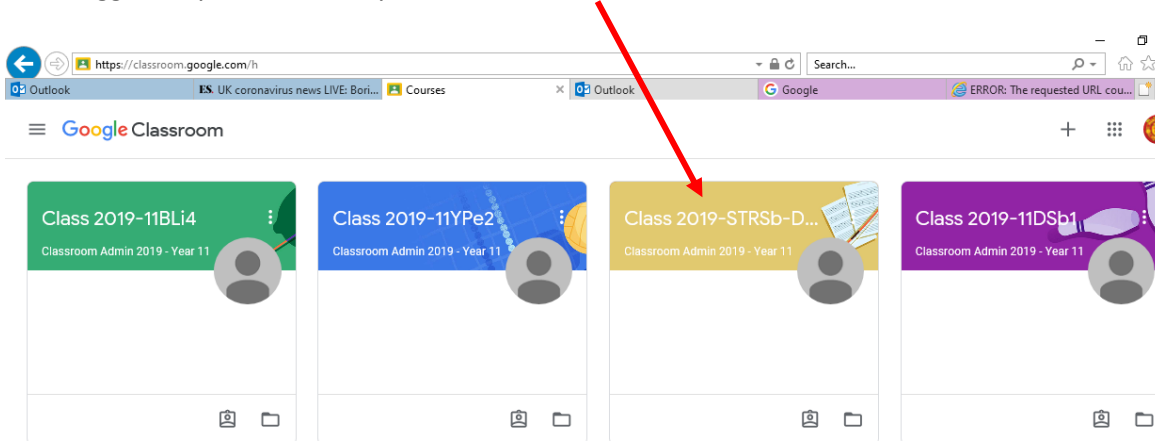 https://classroom.google.com/h
Search...
Outlook
ES. UK coronavirus news LIVE: Bori...
Courses
Outlook
Google
ERROR: The requested URL cou...
Google Classroom
Class 2019-11BLi4
Classroom Admin 2019 - Year 11
Class 2019-11YPe2
Classroom Admin 2019 - Year 11
Class 2019-STRSb-D...
Classroom Admin 2019 - Year 11
Class 2019-11DSb1
Classroom Admin 2019 - Year 11